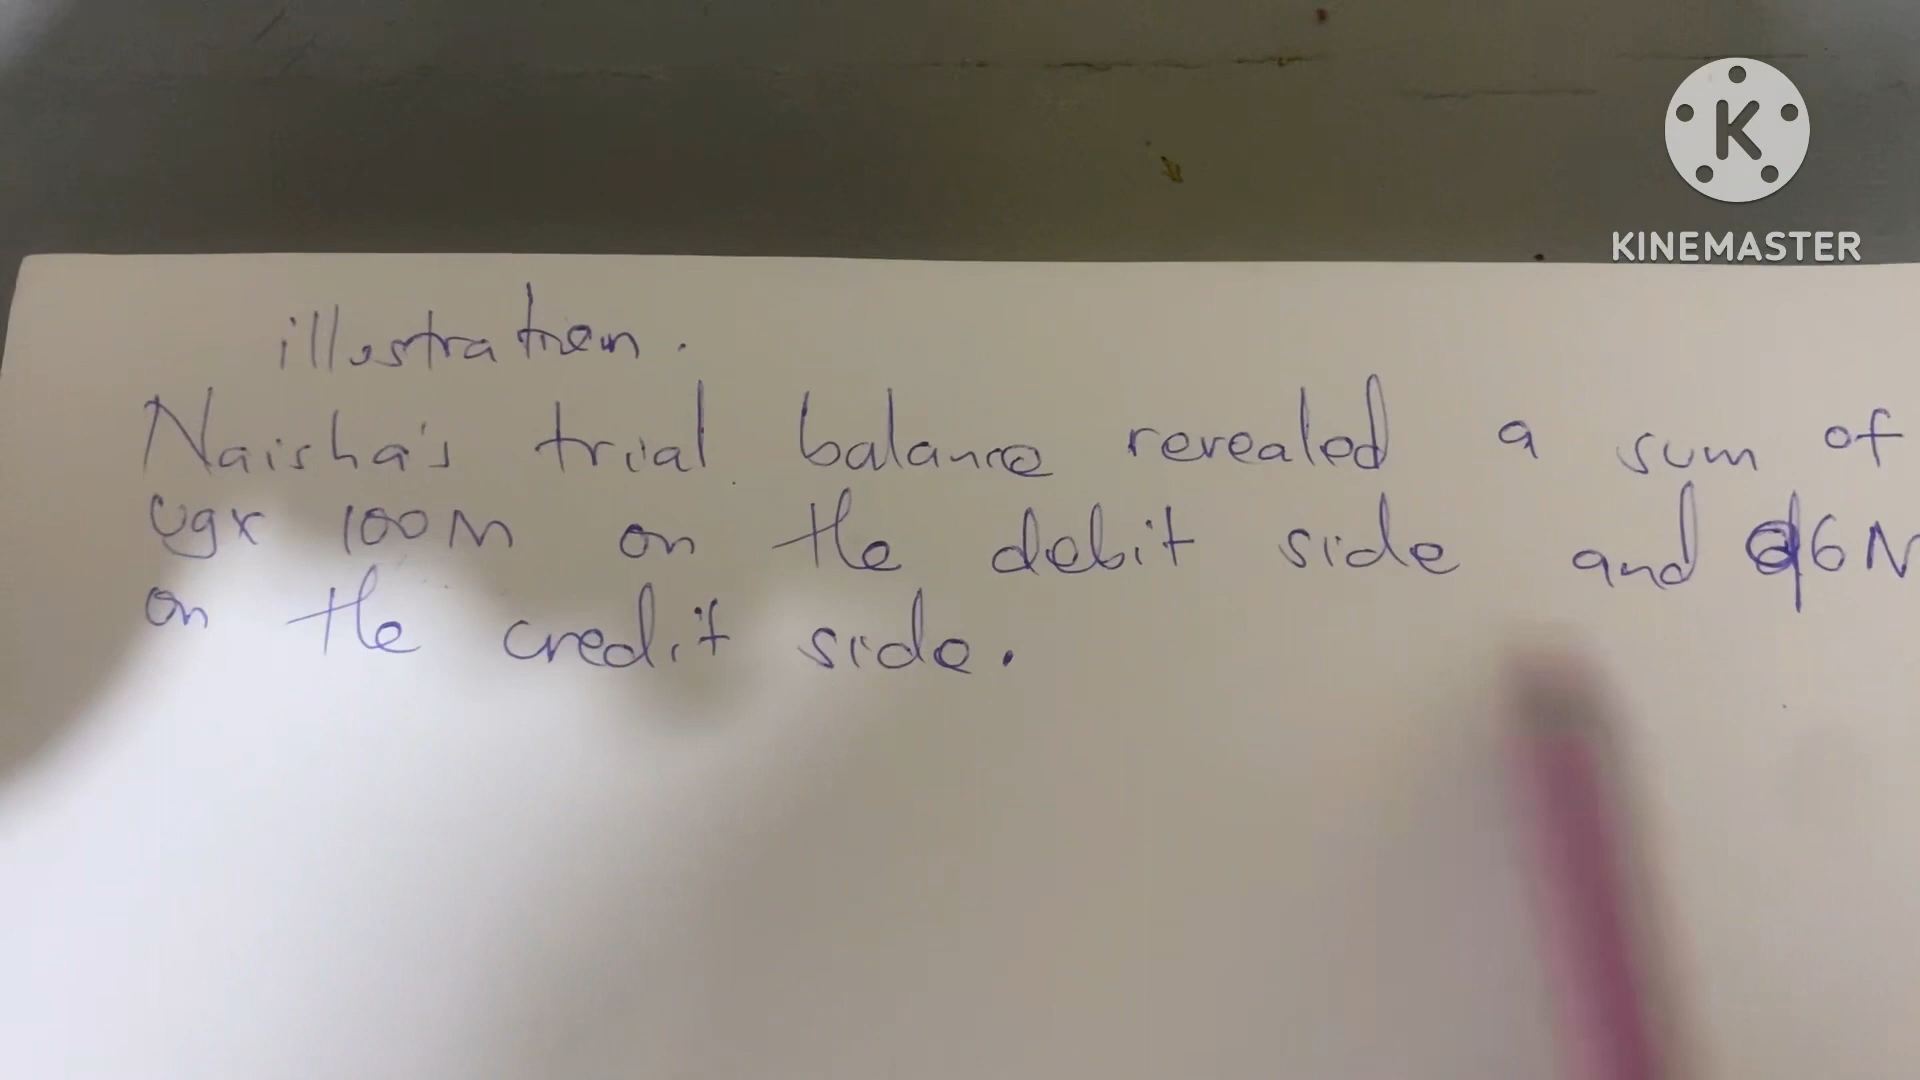 KINEMASTER
illustration.
Naisha's trial balance revealed a sum of
Ugx 100M on the debit side and 96M
on the credit side.